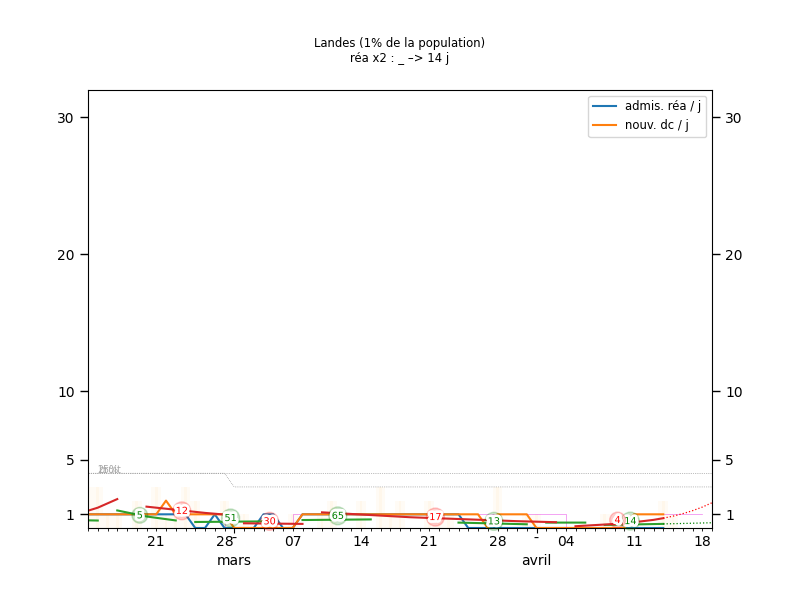 Landes (1% de la population)
réa x2 : _ –> 14 j
admis. réa / j
nouv. dc / j
30 30
20 20
10 10
5 5
1 1
5 12 51 30 65 17 13 4 14
21 28 07 14 21 28 - 04 11 18
mars avril